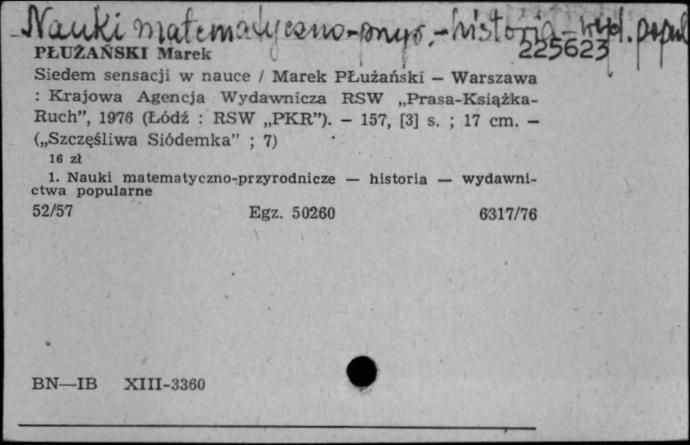 Nauki matematyczno-przyr. - historia - wyd. popul
225623
PŁUŻAŃSKI Marek
Siedem sensacji w nauce / Marek PŁużański – Warszawa
: Krajowa Agencja Wydawnicza RSW „Prasa-Książka-
Ruch”, 1976 (Łódź : RSW „PKR”). – 157, [3] s. ; 17 cm. –
(„Szczęśliwa Siódemka” ; 7)
16 zł
1. Nauki matematyczno-przyrodnicze — historia — wydawni-
ctwa popularne
52/57 Egz. 50260 6317/76
BN—IB XIII-3360